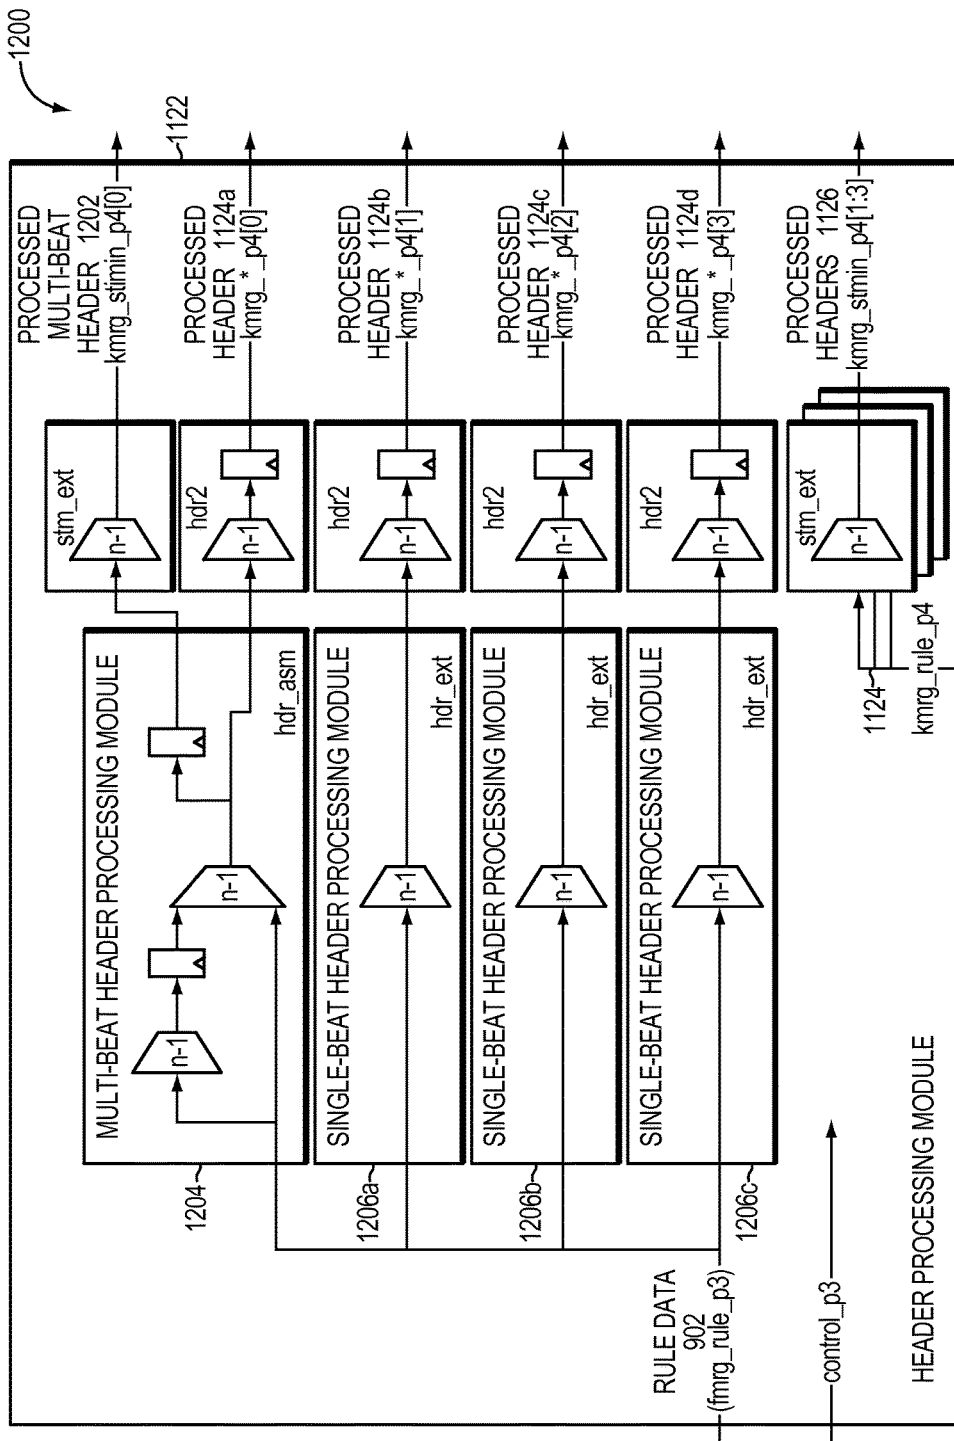 1200
1122
PROCESSED
MULTI-BEAT
HEADER 1202
kmrg_stimin_p4[0]
PROCESSED
HEADER 1124a
kmrg_*_p4[0]
PROCESSED
HEADER 1124b
kmrg_*_p4[1]
PROCESSED
HEADER 1124c
kmrg_*_p4[2]
PROCESSED
HEADER 1124d
kmrg_*_p4[3]
PROCESSED
HEADERS 1126
kmrg_stmin_p4[1:3]
stm_ext
n-1
hdr2
n-1
hdr2
n-1
hdr2
n-1
hdr2
n-1
stm_ext
n-1
1124
kmrg_rule_p4
MULTI-BEAT HEADER PROCESSING MODULE
n-1
n-1
hdr_asm
1204
SINGLE-BEAT HEADER PROCESSING MODULE
n-1
hdr_ext
1206a
SINGLE-BEAT HEADER PROCESSING MODULE
n-1
hdr_ext
1206b
SINGLE-BEAT HEADER PROCESSING MODULE
n-1
hdr_ext
1206c
RULE DATA
902
(fmrg_rule_p3)
control_p3
HEADER PROCESSING MODULE